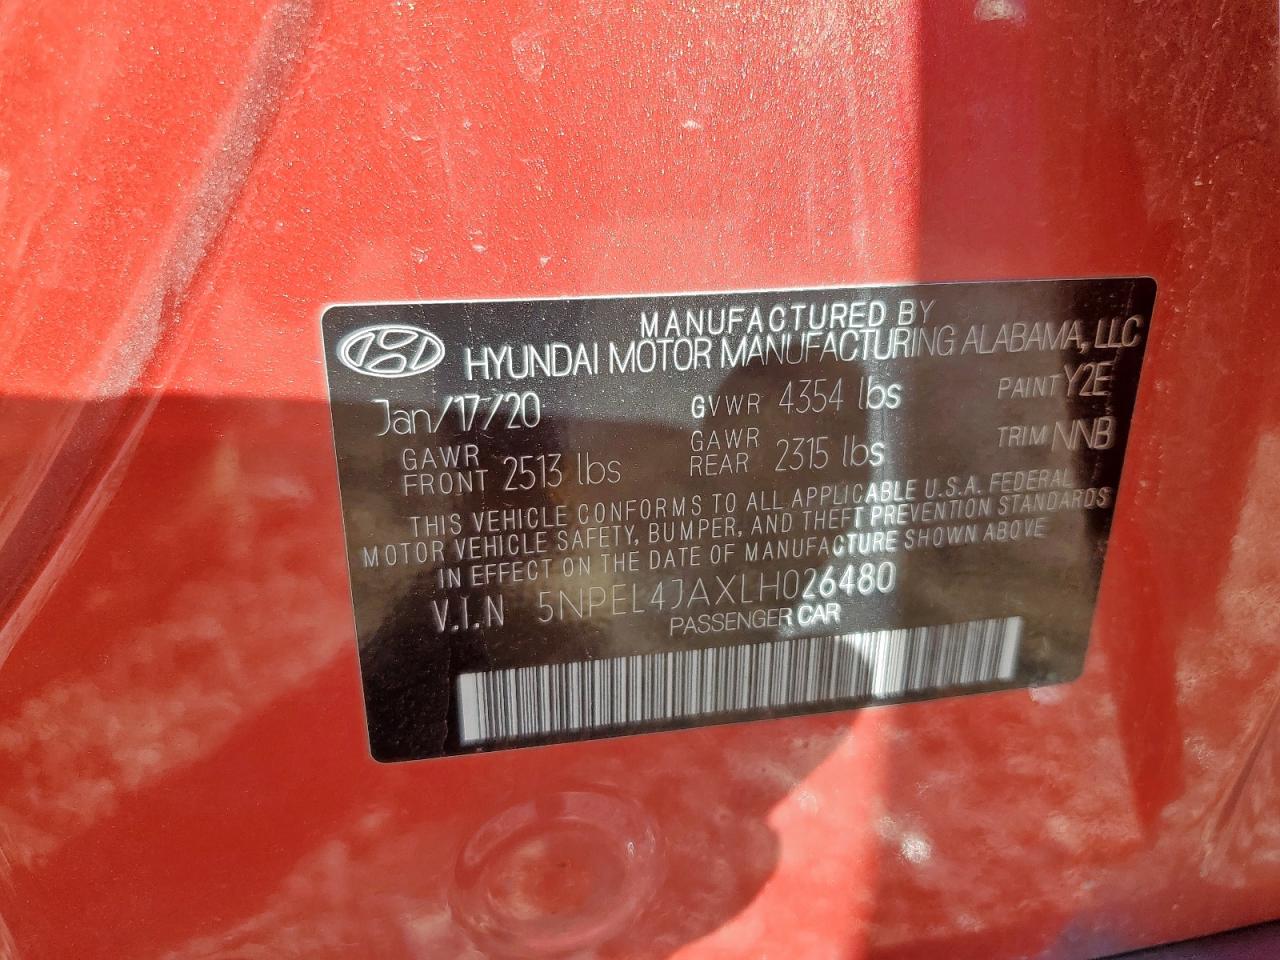 MANUFACTURED BY
HYUNDAI MOTOR MANUFACTURING ALABAMA, LLC
Jan/17/20 GVWR 4354 lbs PAINT Y2E
GAWR FRONT 2513 lbs GAWR REAR 2315 lbs TRIM NNB
THIS VEHICLE CONFORMS TO ALL APPLICABLE U.S.A. FEDERAL
MOTOR VEHICLE SAFETY, BUMPER, AND THEFT PREVENTION STANDARDS
IN EFFECT ON THE DATE OF MANUFACTURE SHOWN ABOVE
V.I.N 5NPEL4JAXLH026480
PASSENGER CAR